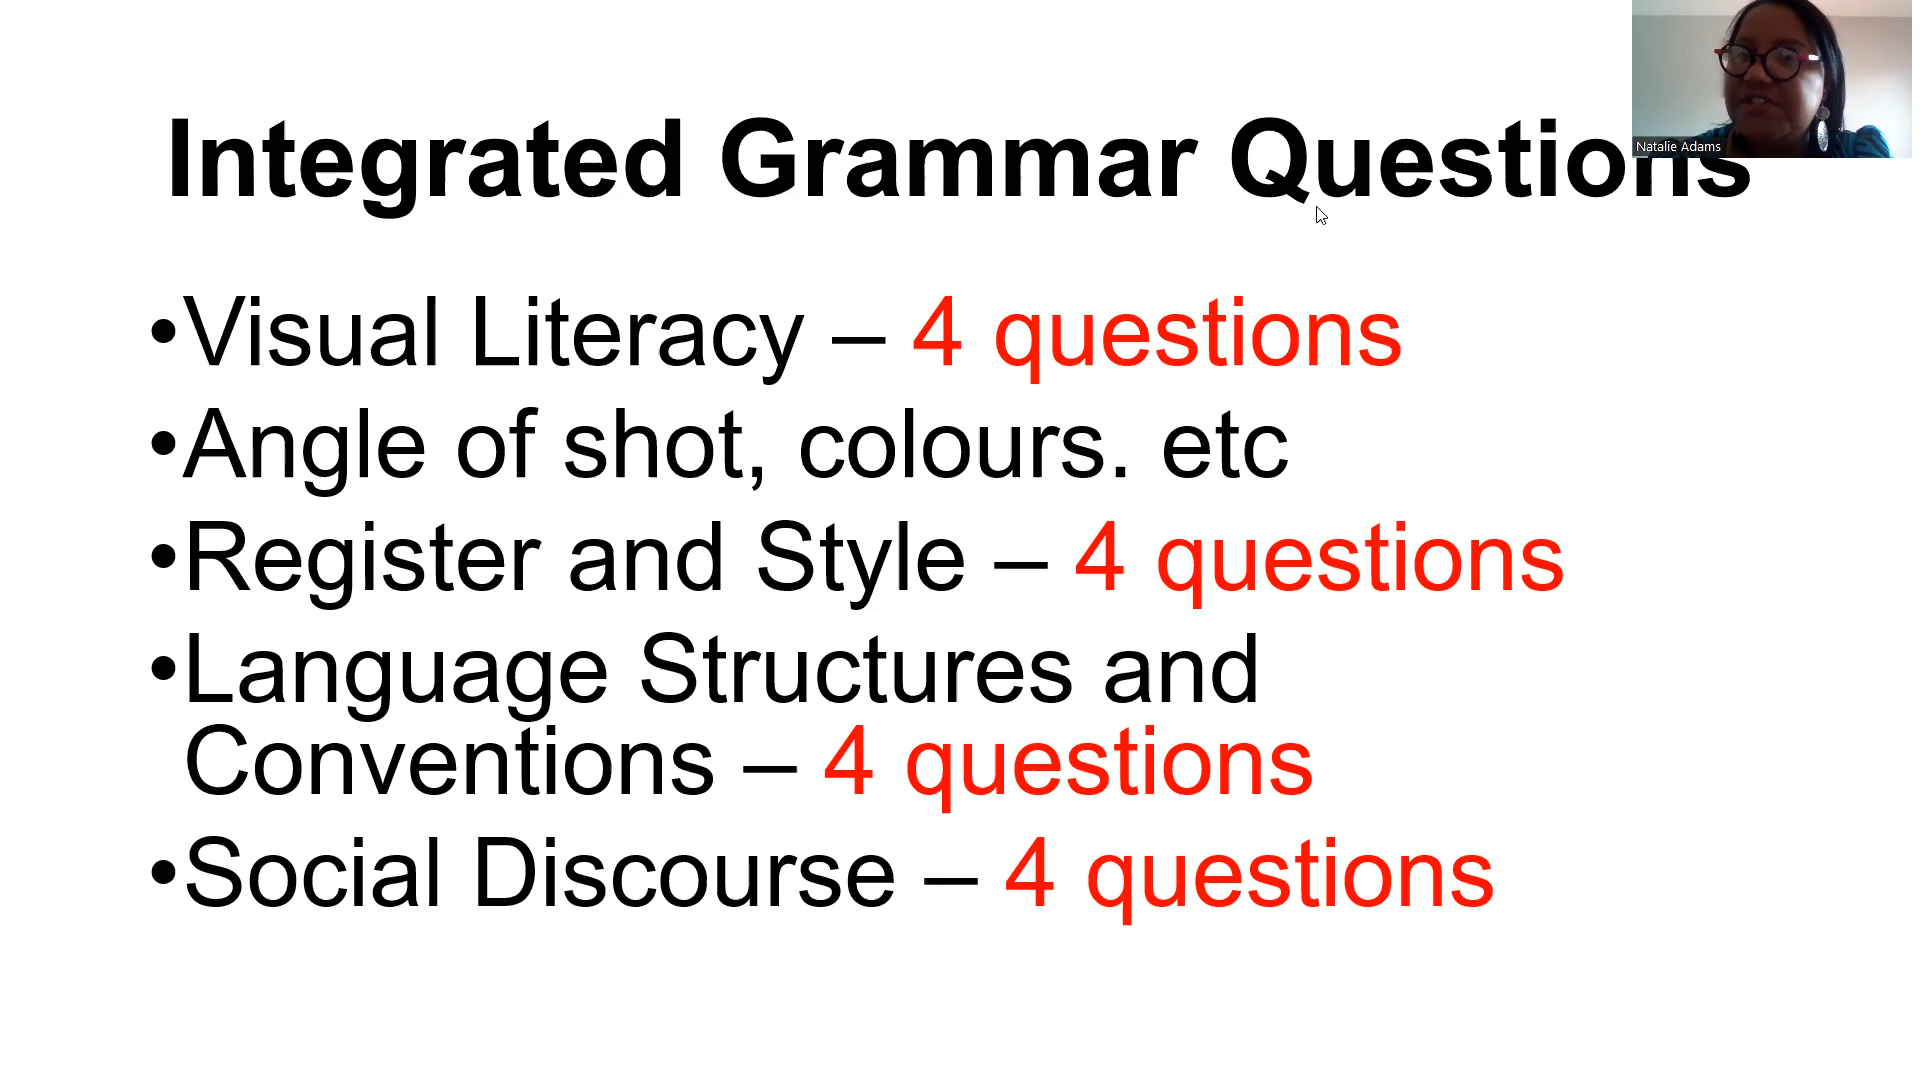 Integrated Grammar Questions
Natalie Adams
•Visual Literacy – 4 questions
•Angle of shot, colours. etc
•Register and Style – 4 questions
•Language Structures and
Conventions – 4 questions
•Social Discourse – 4 questions